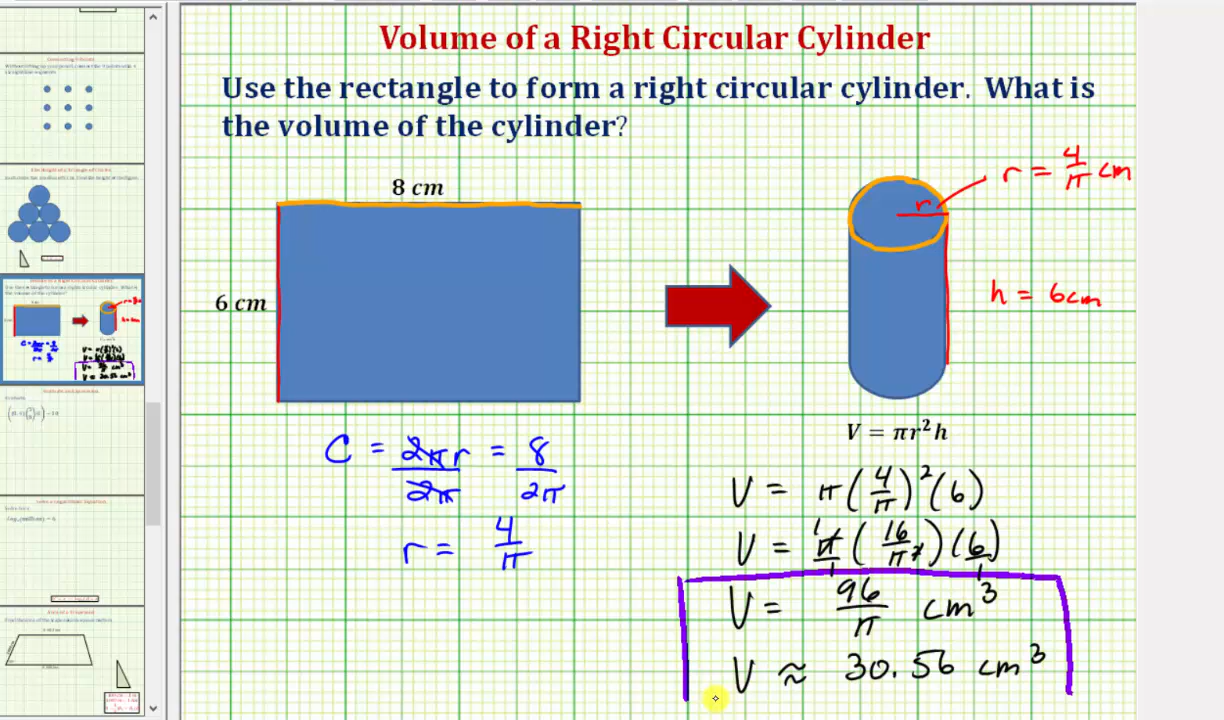 Volume of a Right Circular Cylinder
Use the rectangle to form a right circular cylinder. What is
the volume of the cylinder?
8 cm
6 cm
r = 4/π cm
r
h = 6cm
V = πr²h
C = 2πr/2π = 8/2π
r = 4/π
V = π(4/π)²(6)
V = π/1(16/π²)(6/1)
V = 96/π cm³
V ≈ 30.56 cm³